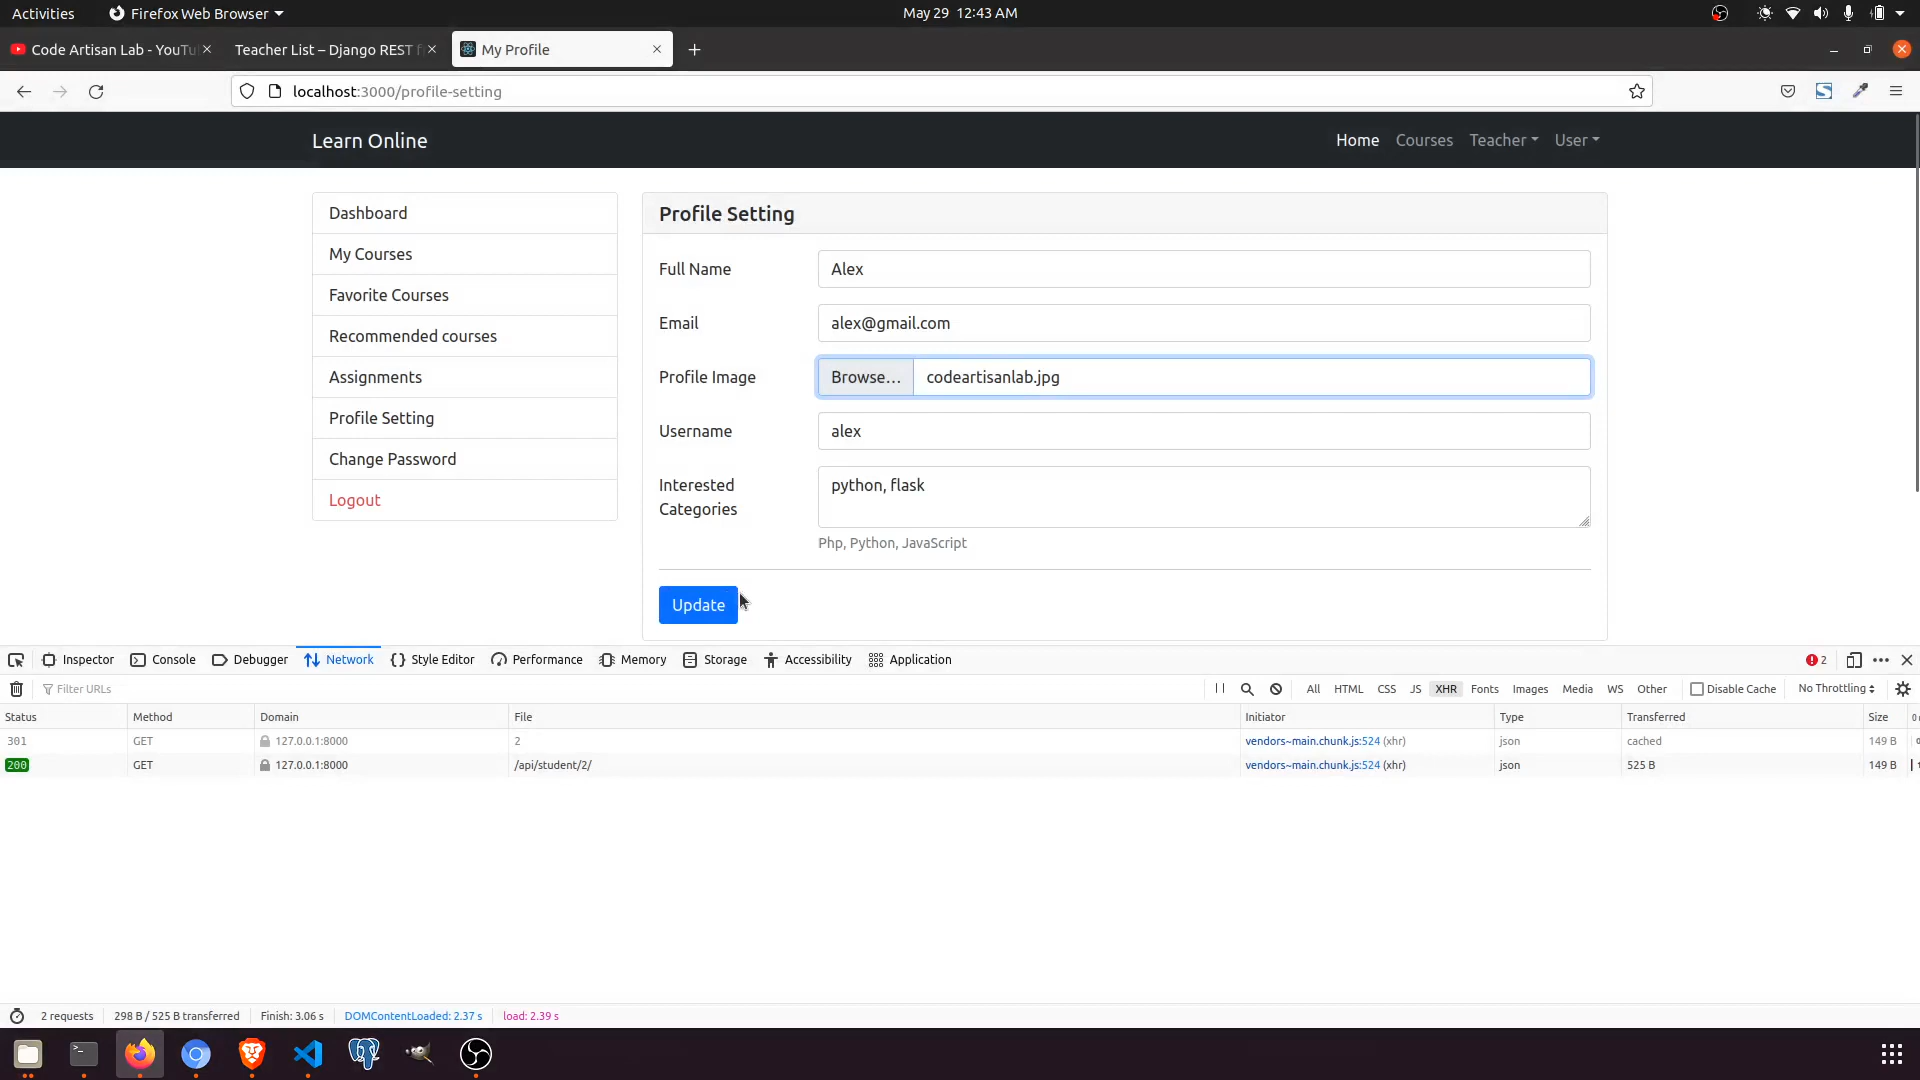 Activities
Firefox Web Browser
May 29 12:43 AM
Code Artisan Lab - YouTu
Teacher List – Django REST f
My Profile
localhost:3000/profile-setting
Learn Online
Home
Courses
Teacher
User
Dashboard
My Courses
Favorite Courses
Recommended courses
Assignments
Profile Setting
Change Password
Logout
Profile Setting
Full Name
Alex
Email
alex@gmail.com
Profile Image
Browse...
codeartisanlab.jpg
Username
alex
Interested
Categories
python, flask
Php, Python, JavaScript
Update
Inspector
Console
Debugger
Network
Style Editor
Performance
Memory
Storage
Accessibility
Application
2
Filter URLs
All
HTML
CSS
JS
XHR
Fonts
Images
Media
WS
Other
Disable Cache
No Throttling
Status
Method
Domain
File
Initiator
Type
Transferred
Size
301
GET
127.0.0.1:8000
2
vendors~main.chunk.js:524 (xhr)
json
cached
149 B
200
GET
127.0.0.1:8000
/api/student/2/
vendors~main.chunk.js:524 (xhr)
json
525 B
149 B
2 requests
298 B / 525 B transferred
Finish: 3.06 s
DOMContentLoaded: 2.37 s
load: 2.39 s